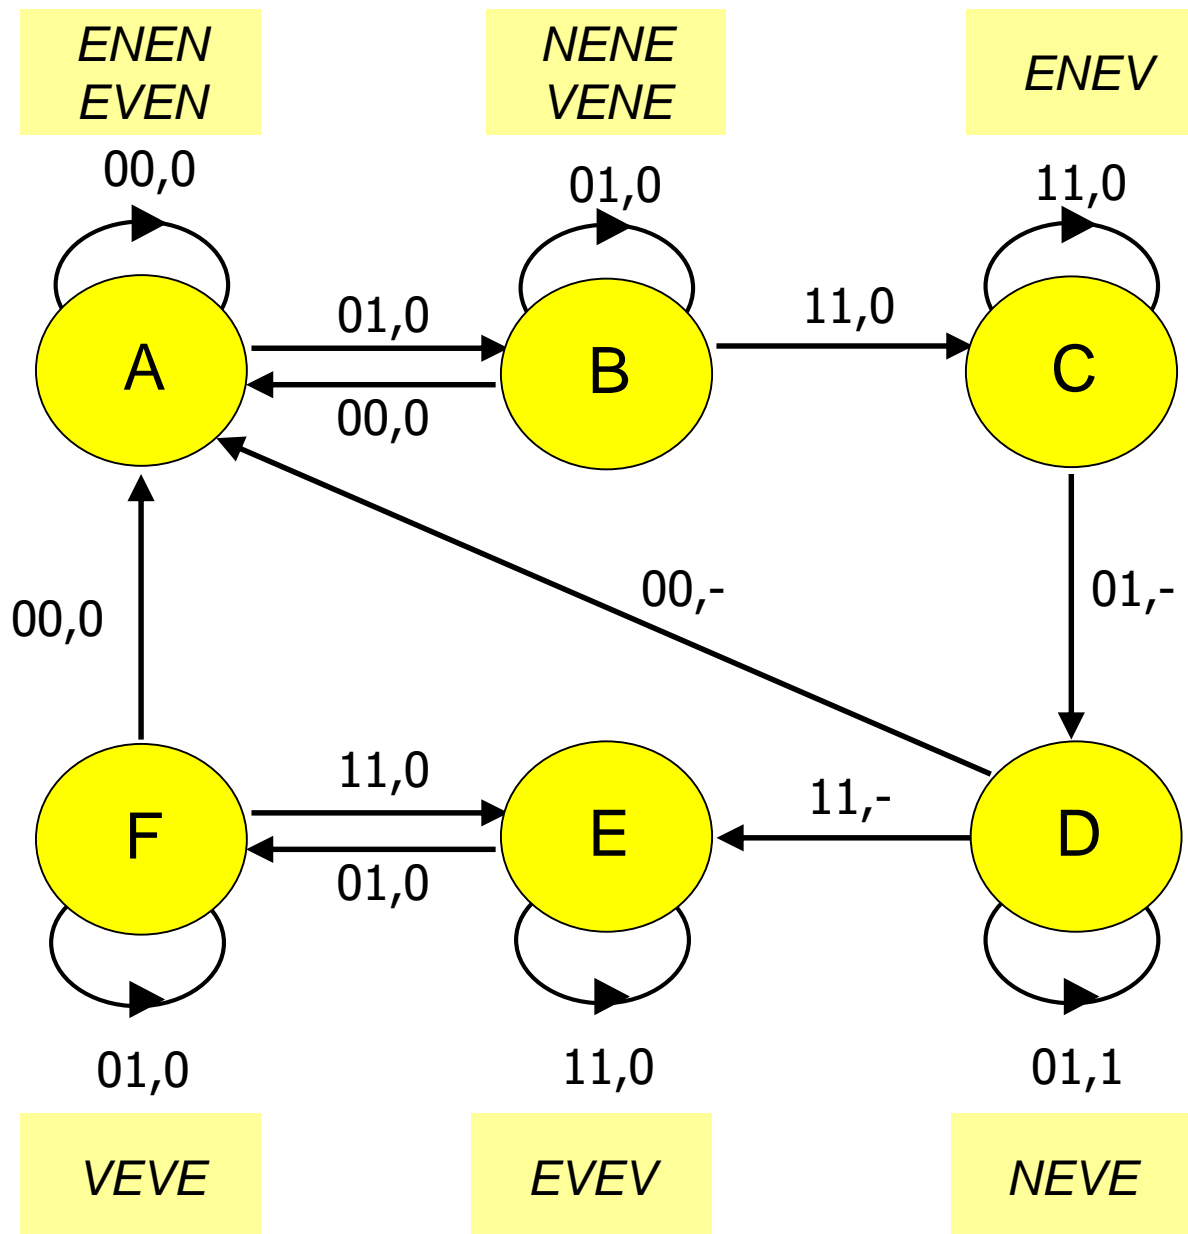 ENEN
EVEN
NENE
VENE
ENEV
00,0
01,0
11,0
A
01,0
00,0
B
11,0
C
00,0
00,-
01,-
F
11,0
01,0
E
11,-
D
01,0
11,0
01,1
VEVE
EVEV
NEVE